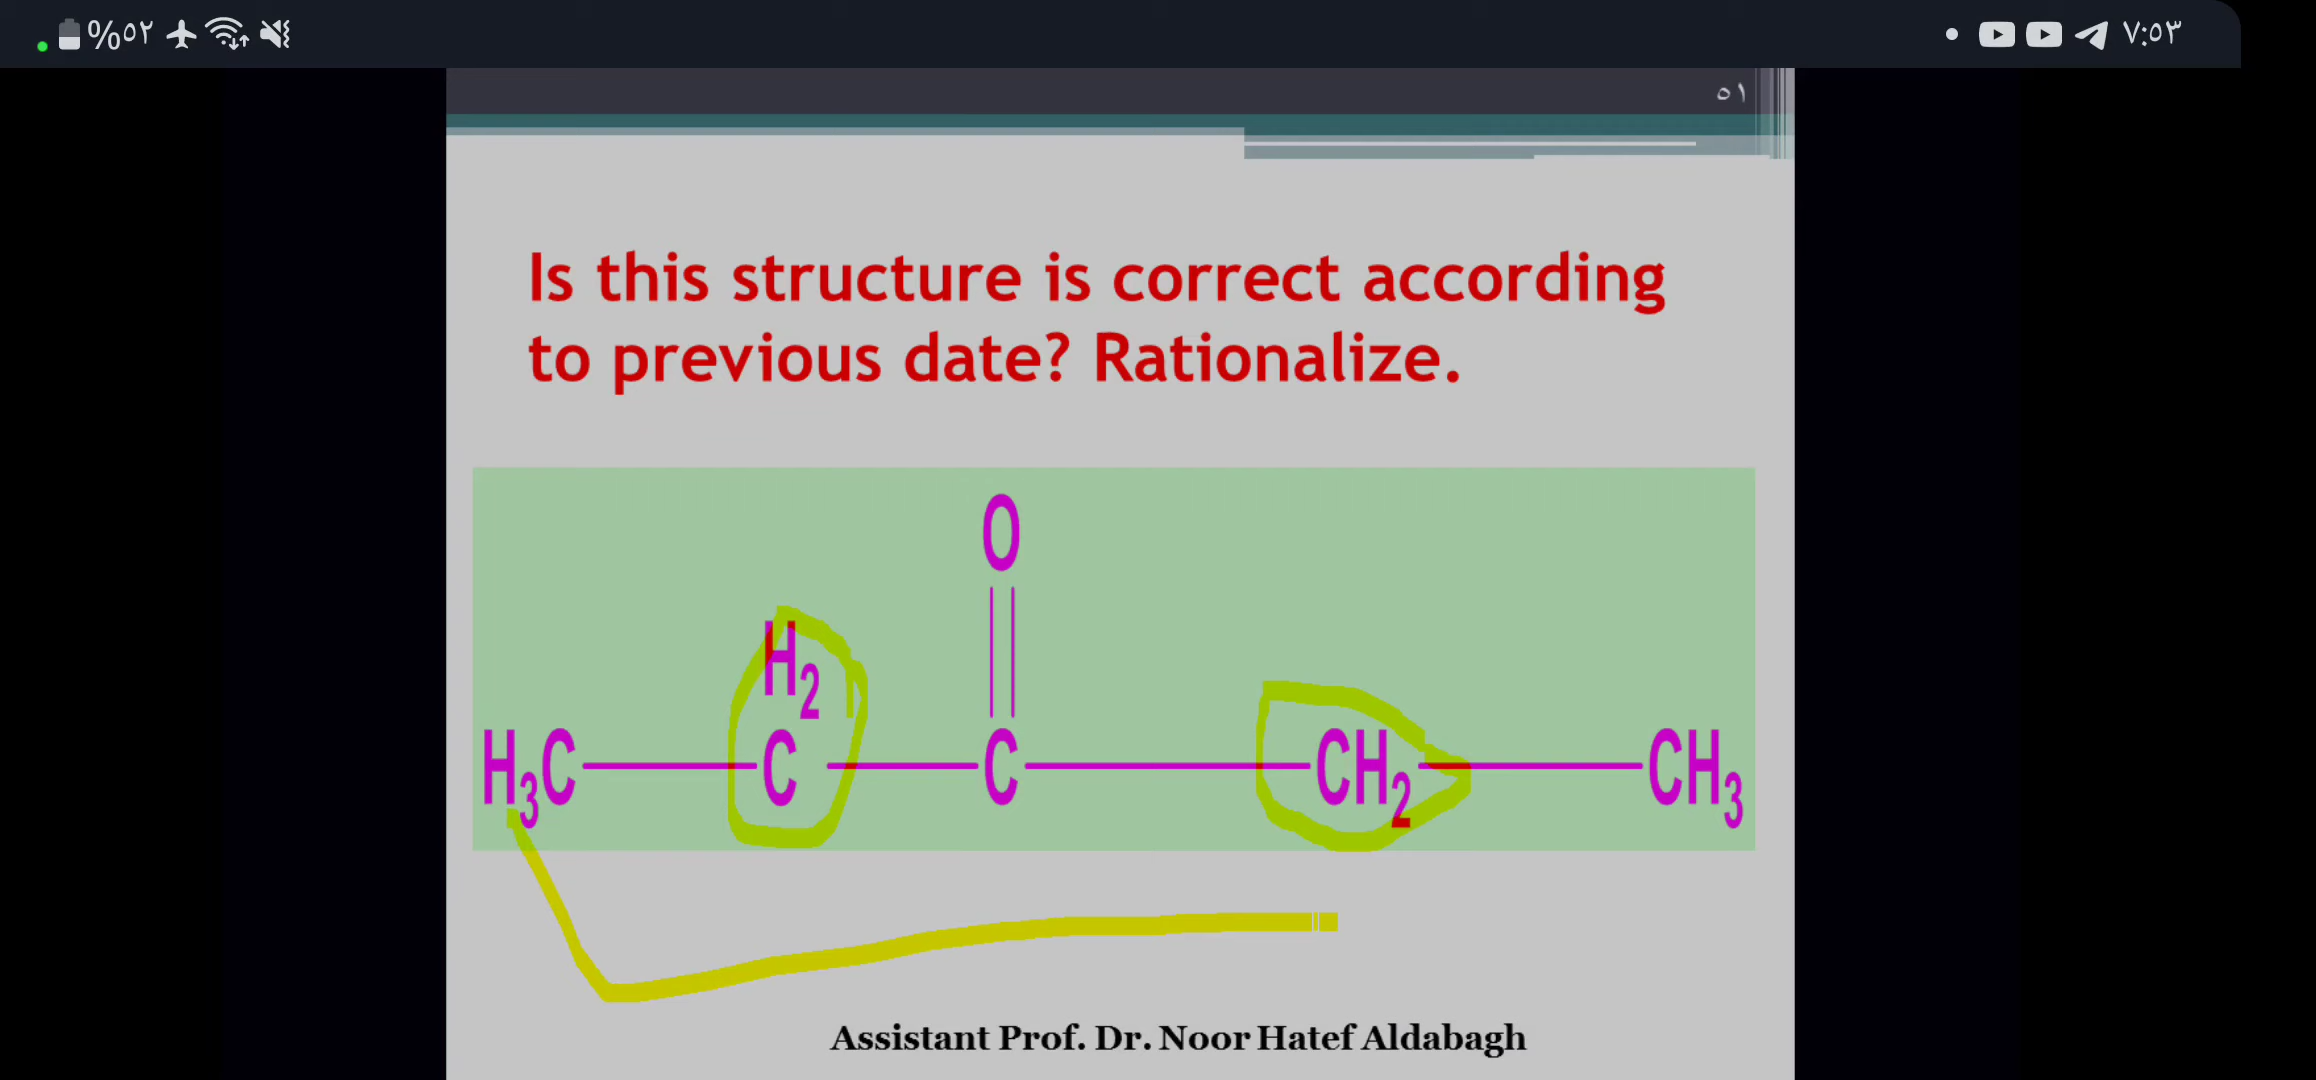 %٥٢
٧:٥٣
٥١
Is this structure is correct according
to previous date? Rationalize.
O
H2
H3C C C CH2 CH3
Assistant Prof. Dr. Noor Hatef Aldabagh